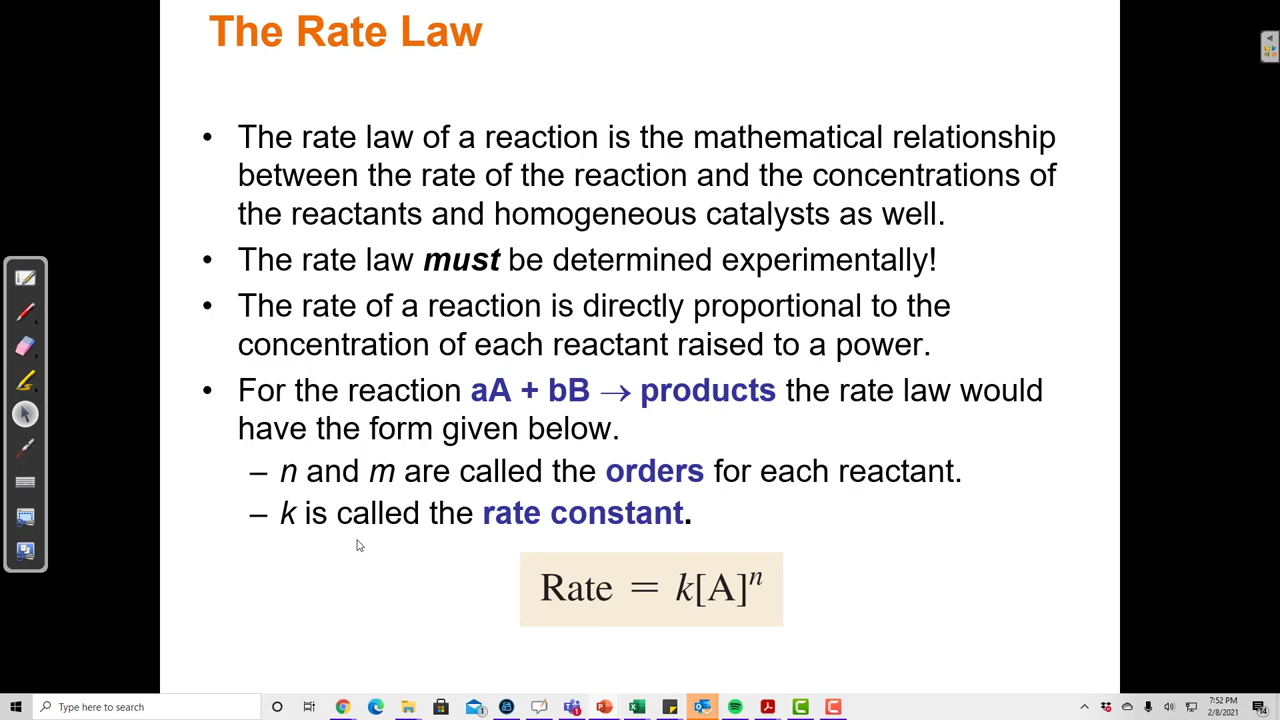 The Rate Law
• The rate law of a reaction is the mathematical relationship
between the rate of the reaction and the concentrations of
the reactants and homogeneous catalysts as well.
• The rate law must be determined experimentally!
• The rate of a reaction is directly proportional to the
concentration of each reactant raised to a power.
• For the reaction aA + bB → products the rate law would
have the form given below.
– n and m are called the orders for each reactant.
– k is called the rate constant.
Rate = k[A]ⁿ
Type here to search
7:52 PM
2/8/2021